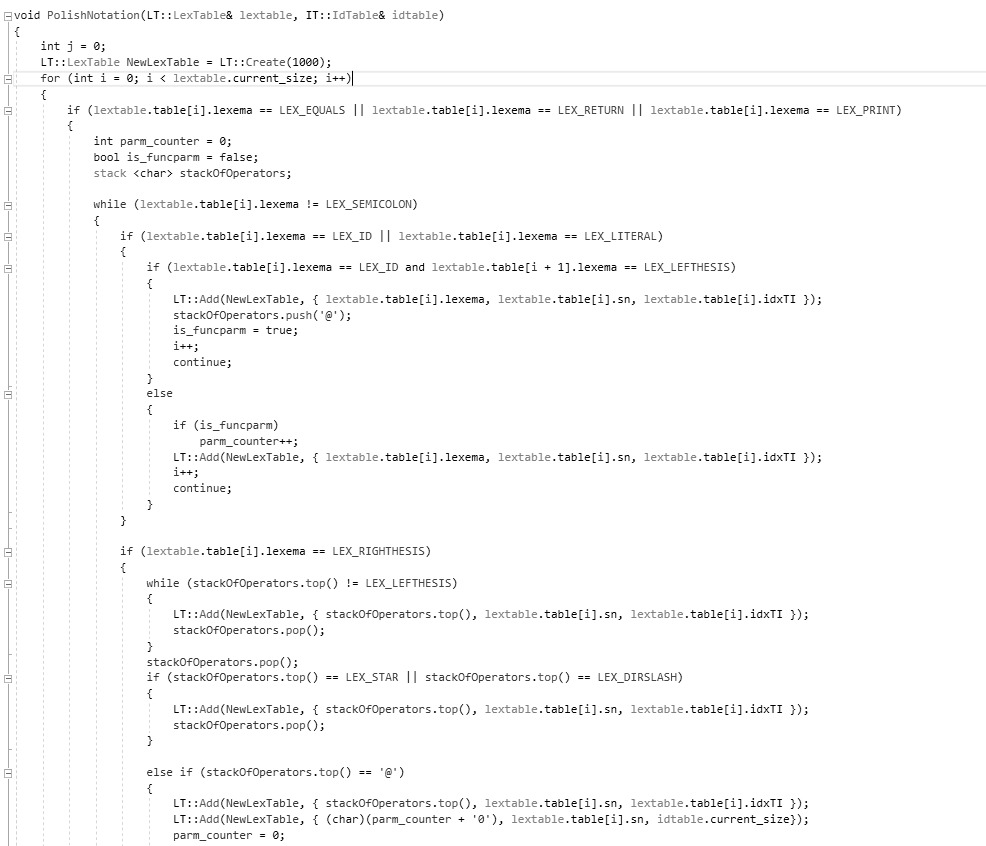 void PolishNotation(LT::LexTable& lextable, IT::IdTable& idtable)
{
int j = 0;
LT::LexTable NewLexTable = LT::Create(1000);
for (int i = 0; i < lextable.current_size; i++)
{
if (lextable.table[i].lexema == LEX_EQUALS || lextable.table[i].lexema == LEX_RETURN || lextable.table[i].lexema == LEX_PRINT)
{
int parm_counter = 0;
bool is_funcparm = false;
stack <char> stackOfOperators;
while (lextable.table[i].lexema != LEX_SEMICOLON)
{
if (lextable.table[i].lexema == LEX_ID || lextable.table[i].lexema == LEX_LITERAL)
{
if (lextable.table[i].lexema == LEX_ID and lextable.table[i + 1].lexema == LEX_LEFTHESIS)
{
LT::Add(NewLexTable, { lextable.table[i].lexema, lextable.table[i].sn, lextable.table[i].idxTI });
stackOfOperators.push('@');
is_funcparm = true;
i++;
continue;
}
else
{
if (is_funcparm)
parm_counter++;
LT::Add(NewLexTable, { lextable.table[i].lexema, lextable.table[i].sn, lextable.table[i].idxTI });
i++;
continue;
}
}
if (lextable.table[i].lexema == LEX_RIGHTHESIS)
{
while (stackOfOperators.top() != LEX_LEFTHESIS)
{
LT::Add(NewLexTable, { stackOfOperators.top(), lextable.table[i].sn, lextable.table[i].idxTI });
stackOfOperators.pop();
}
stackOfOperators.pop();
if (stackOfOperators.top() == LEX_STAR || stackOfOperators.top() == LEX_DIRSLASH)
{
LT::Add(NewLexTable, { stackOfOperators.top(), lextable.table[i].sn, lextable.table[i].idxTI });
stackOfOperators.pop();
}
else if (stackOfOperators.top() == '@')
{
LT::Add(NewLexTable, { stackOfOperators.top(), lextable.table[i].sn, lextable.table[i].idxTI });
LT::Add(NewLexTable, { (char)(parm_counter + '0'), lextable.table[i].sn, idtable.current_size});
parm_counter = 0;